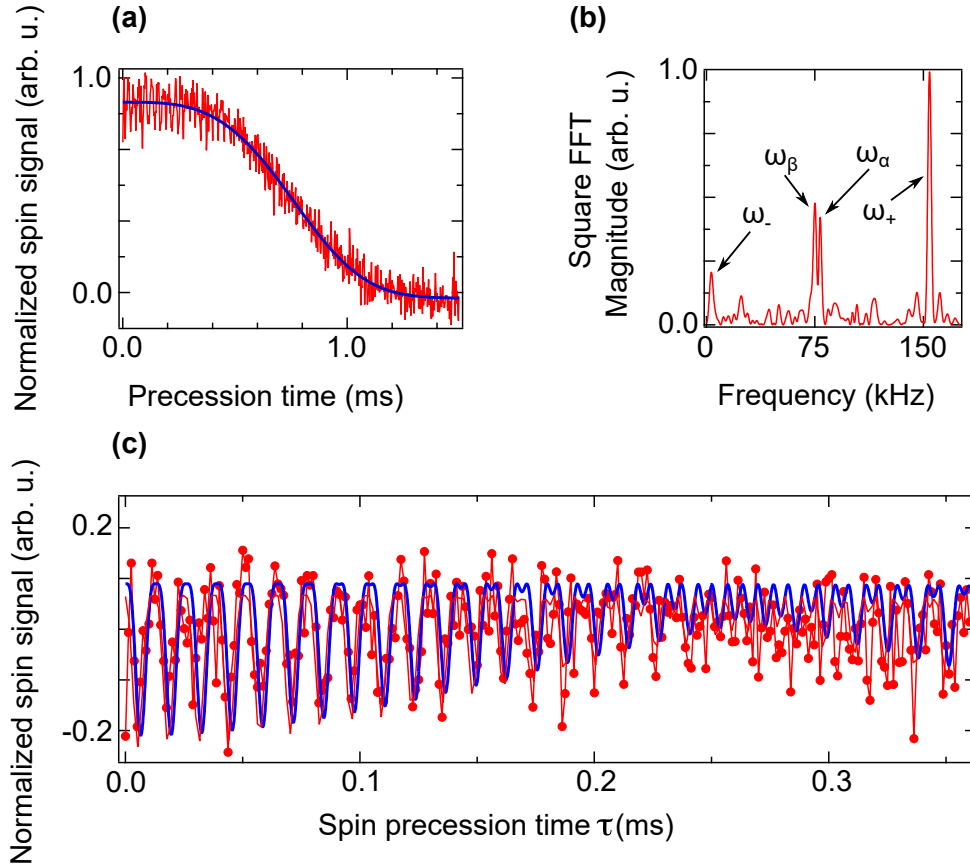 (a)
Normalized spin signal (arb. u.)
1.0
0.0
0.0
1.0
Precession time (ms)
(b)
Square FFT
Magnitude (arb. u.)
1.0
0.0
ω-
ωβ
ωα
ω+
0
75
150
Frequency (kHz)
(c)
Normalized spin signal (arb. u.)
0.2
-0.2
0.0
0.1
0.2
0.3
Spin precession time τ(ms)